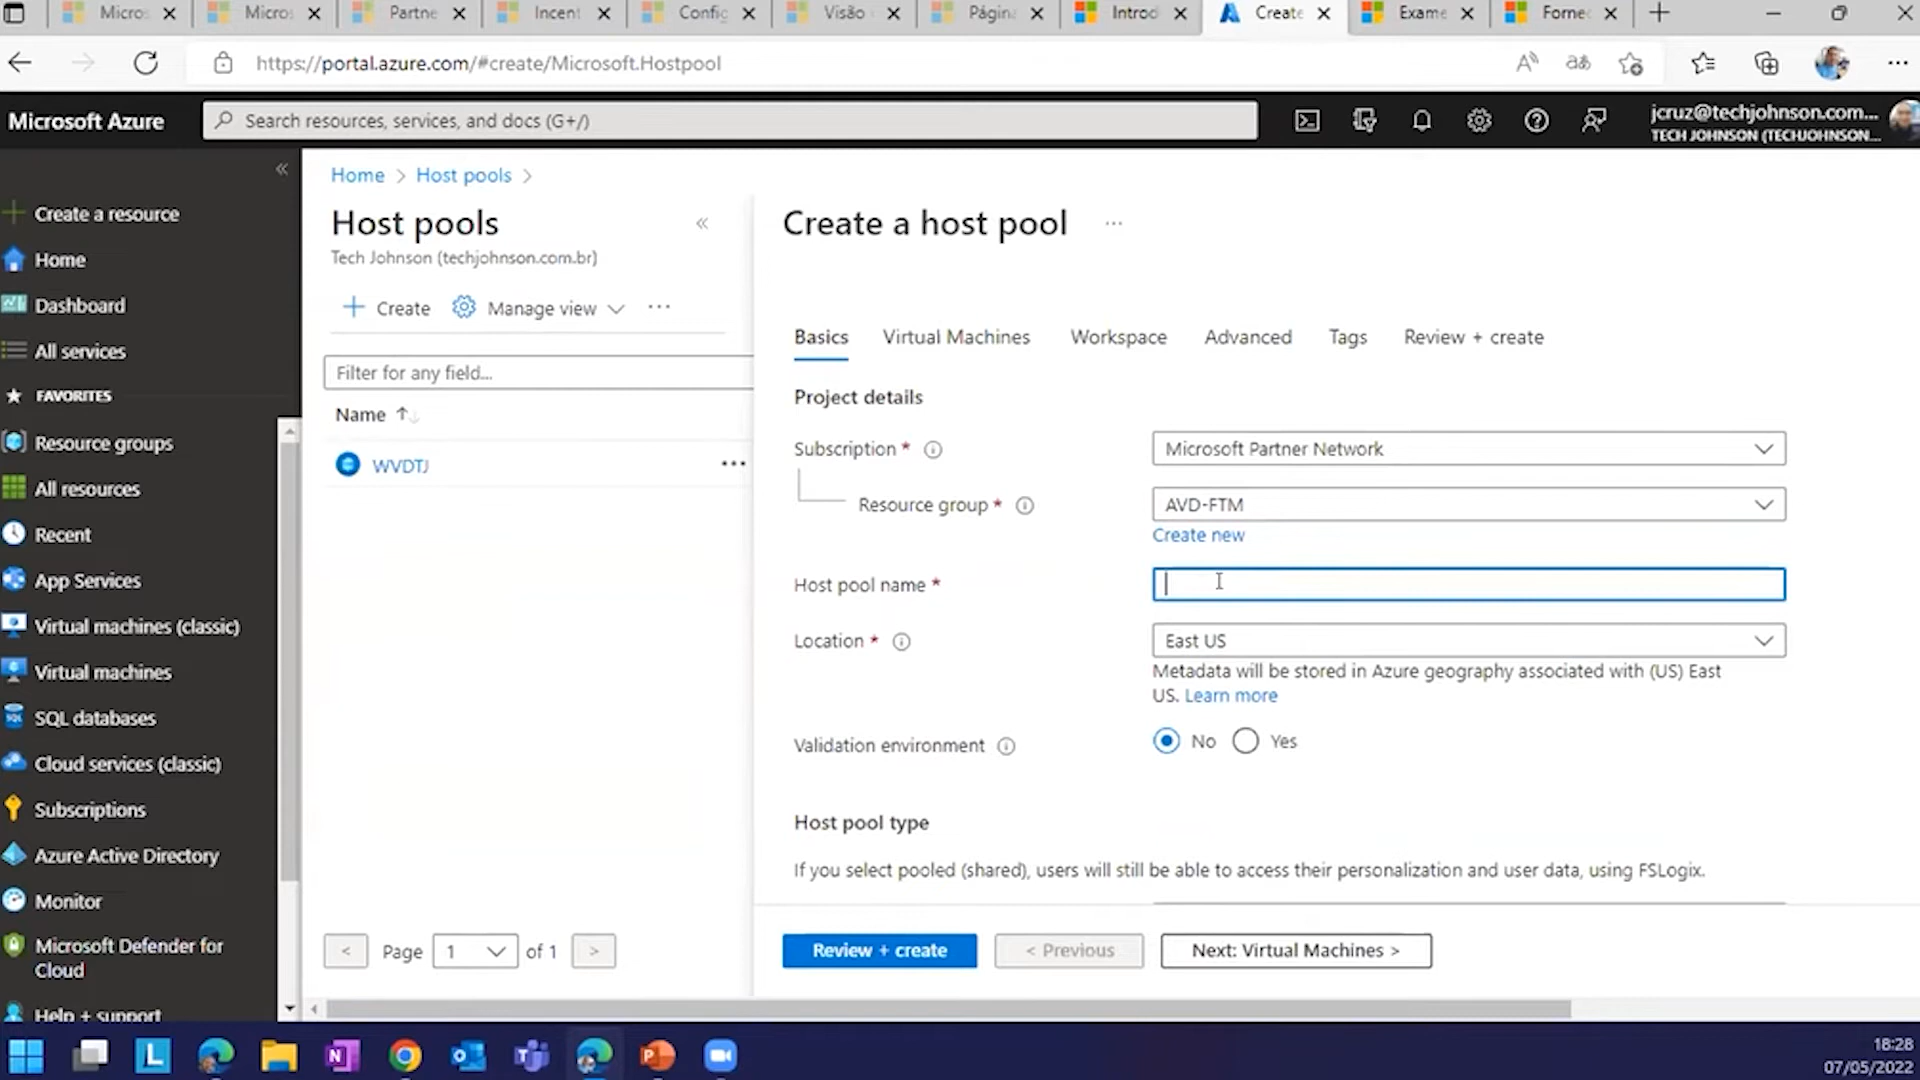 Micros
Micros
Partne
Incent
Config
Visão
Página
Introd
Create
Exame
Fornec
https://portal.azure.com/#create/Microsoft.Hostpool
Microsoft Azure
Search resources, services, and docs (G+/)
jcruz@techjohnson.com...
TECH JOHNSON (TECHJOHNSON...
Create a resource
Home
Dashboard
All services
FAVORITES
Resource groups
All resources
Recent
App Services
Virtual machines (classic)
Virtual machines
SQL databases
Cloud services (classic)
Subscriptions
Azure Active Directory
Monitor
Microsoft Defender for
Cloud
Help + support
Home > Host pools >
Host pools
Tech Johnson (techjohnson.com.br)
Create
Manage view
Filter for any field...
Name
WVDTJ
< Page 1 of 1 >
Create a host pool
Basics Virtual Machines Workspace Advanced Tags Review + create
Project details
Subscription *
Microsoft Partner Network
Resource group *
AVD-FTM
Create new
Host pool name *
Location *
East US
Metadata will be stored in Azure geography associated with (US) East
US. Learn more
Validation environment
No Yes
Host pool type
If you select pooled (shared), users will still be able to access their personalization and user data, using FSLogix.
Review + create
< Previous
Next: Virtual Machines >
18:28
07/05/2022